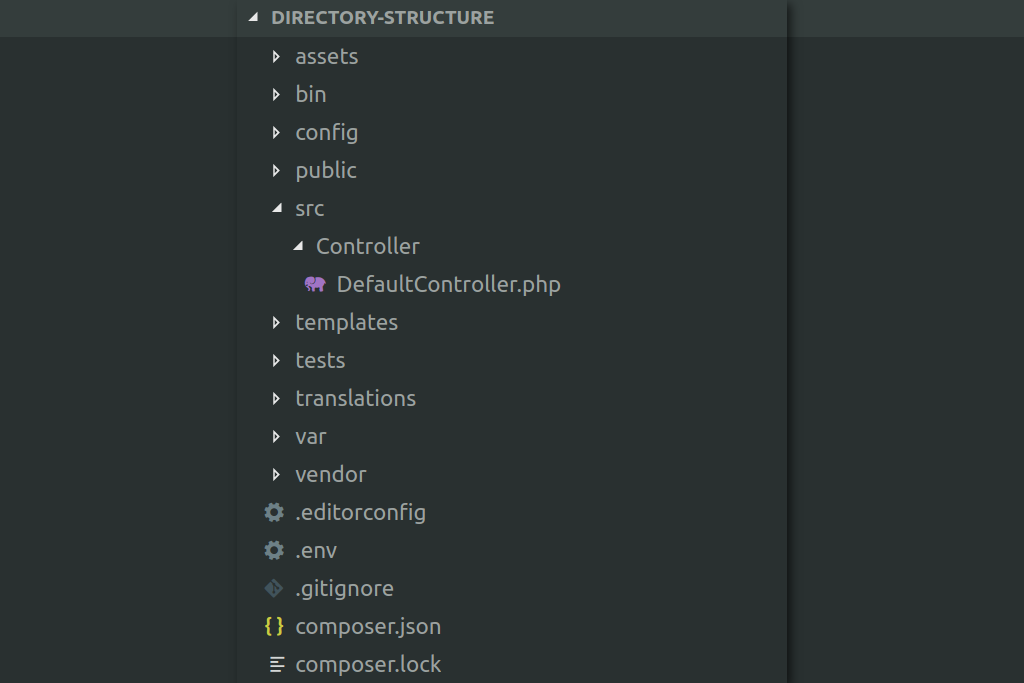 DIRECTORY-STRUCTURE
assets
bin
config
public
src
Controller
DefaultController.php
templates
tests
translations
var
vendor
.editorconfig
.env
.gitignore
composer.json
composer.lock